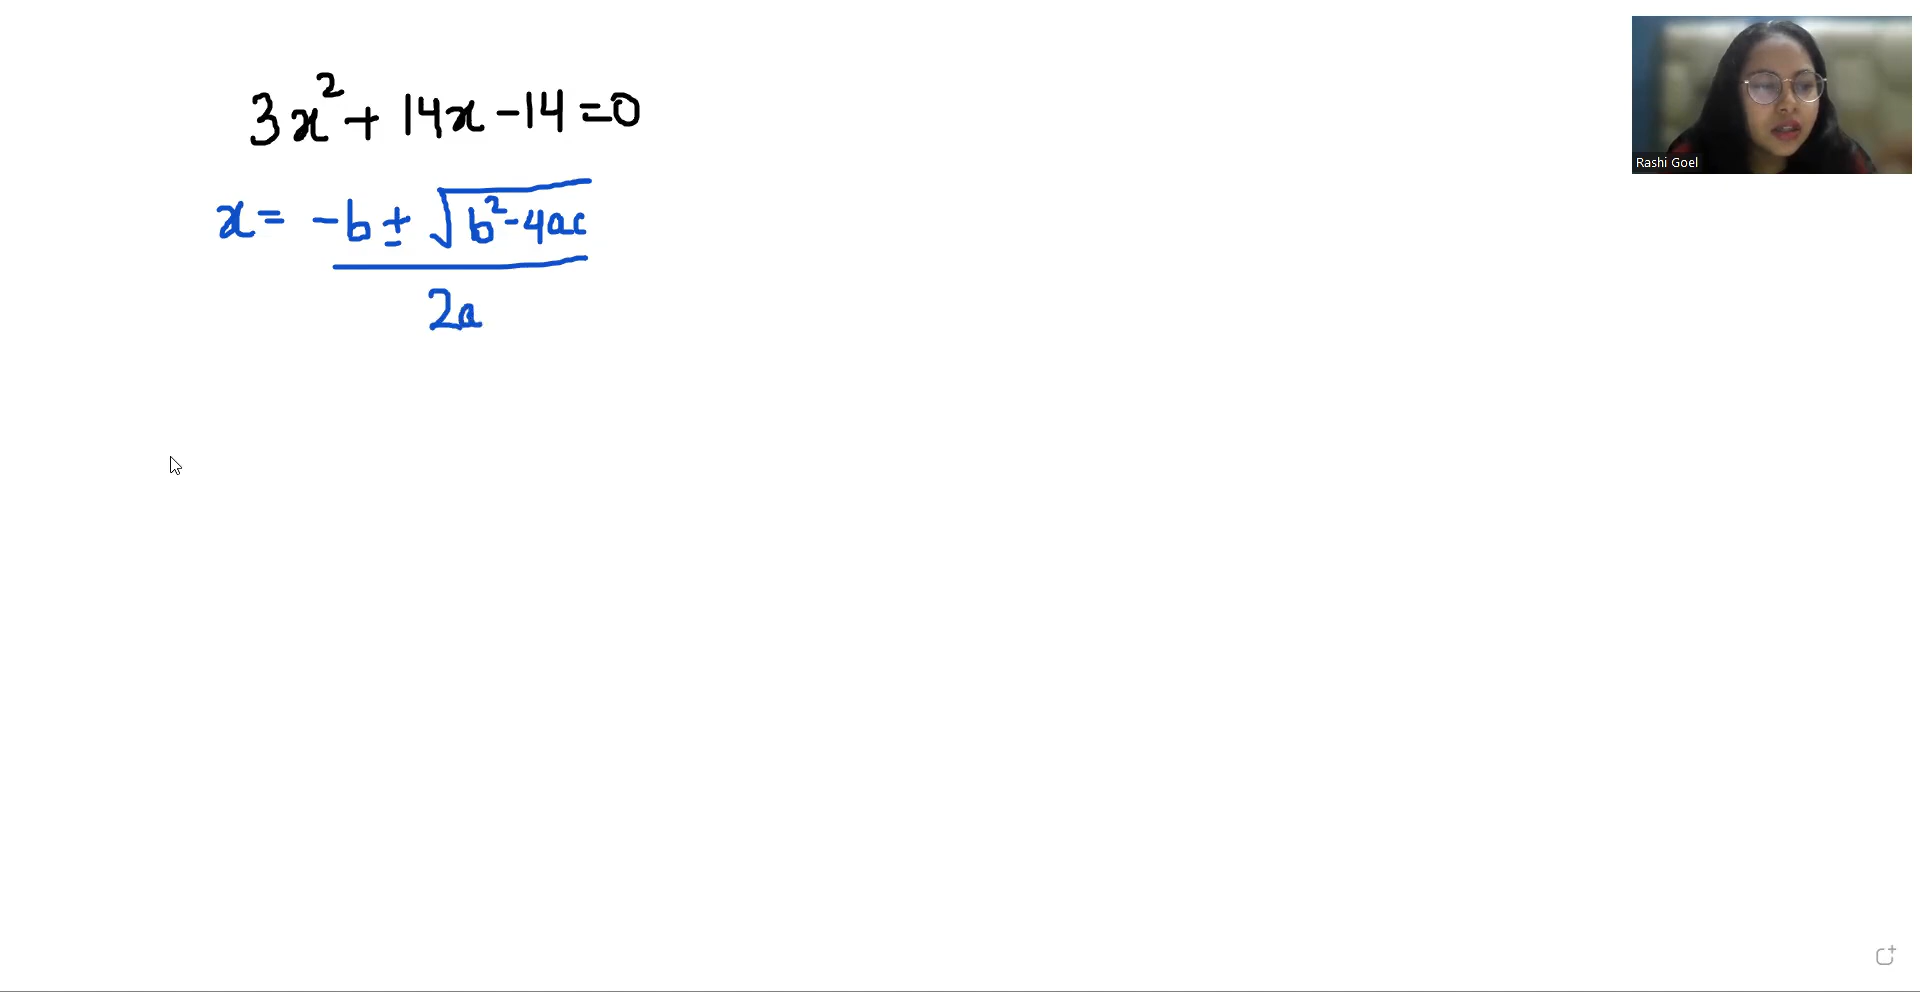 3x² + 14x - 14 = 0
x = -b ± √b² - 4ac
2a
Rashi Goel